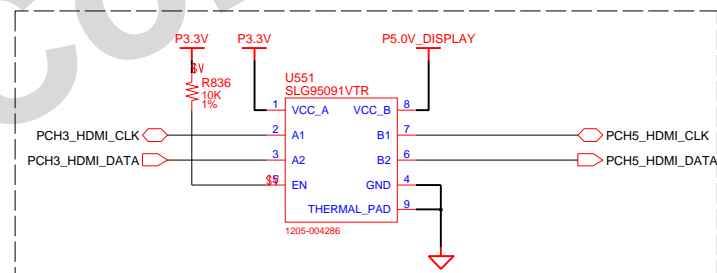 P3.3V P3.3V P5.0V_DISPLAY
U551
SLG95091VTR
R836
10K
1%
1 VCC_A VCC_B 8
PCH3_HDMI_CLK 2 A1 B1 7 PCH5_HDMI_CLK
PCH3_HDMI_DATA 3 A2 B2 6 PCH5_HDMI_DATA
EN GND 4
THERMAL_PAD 9
1205-004286